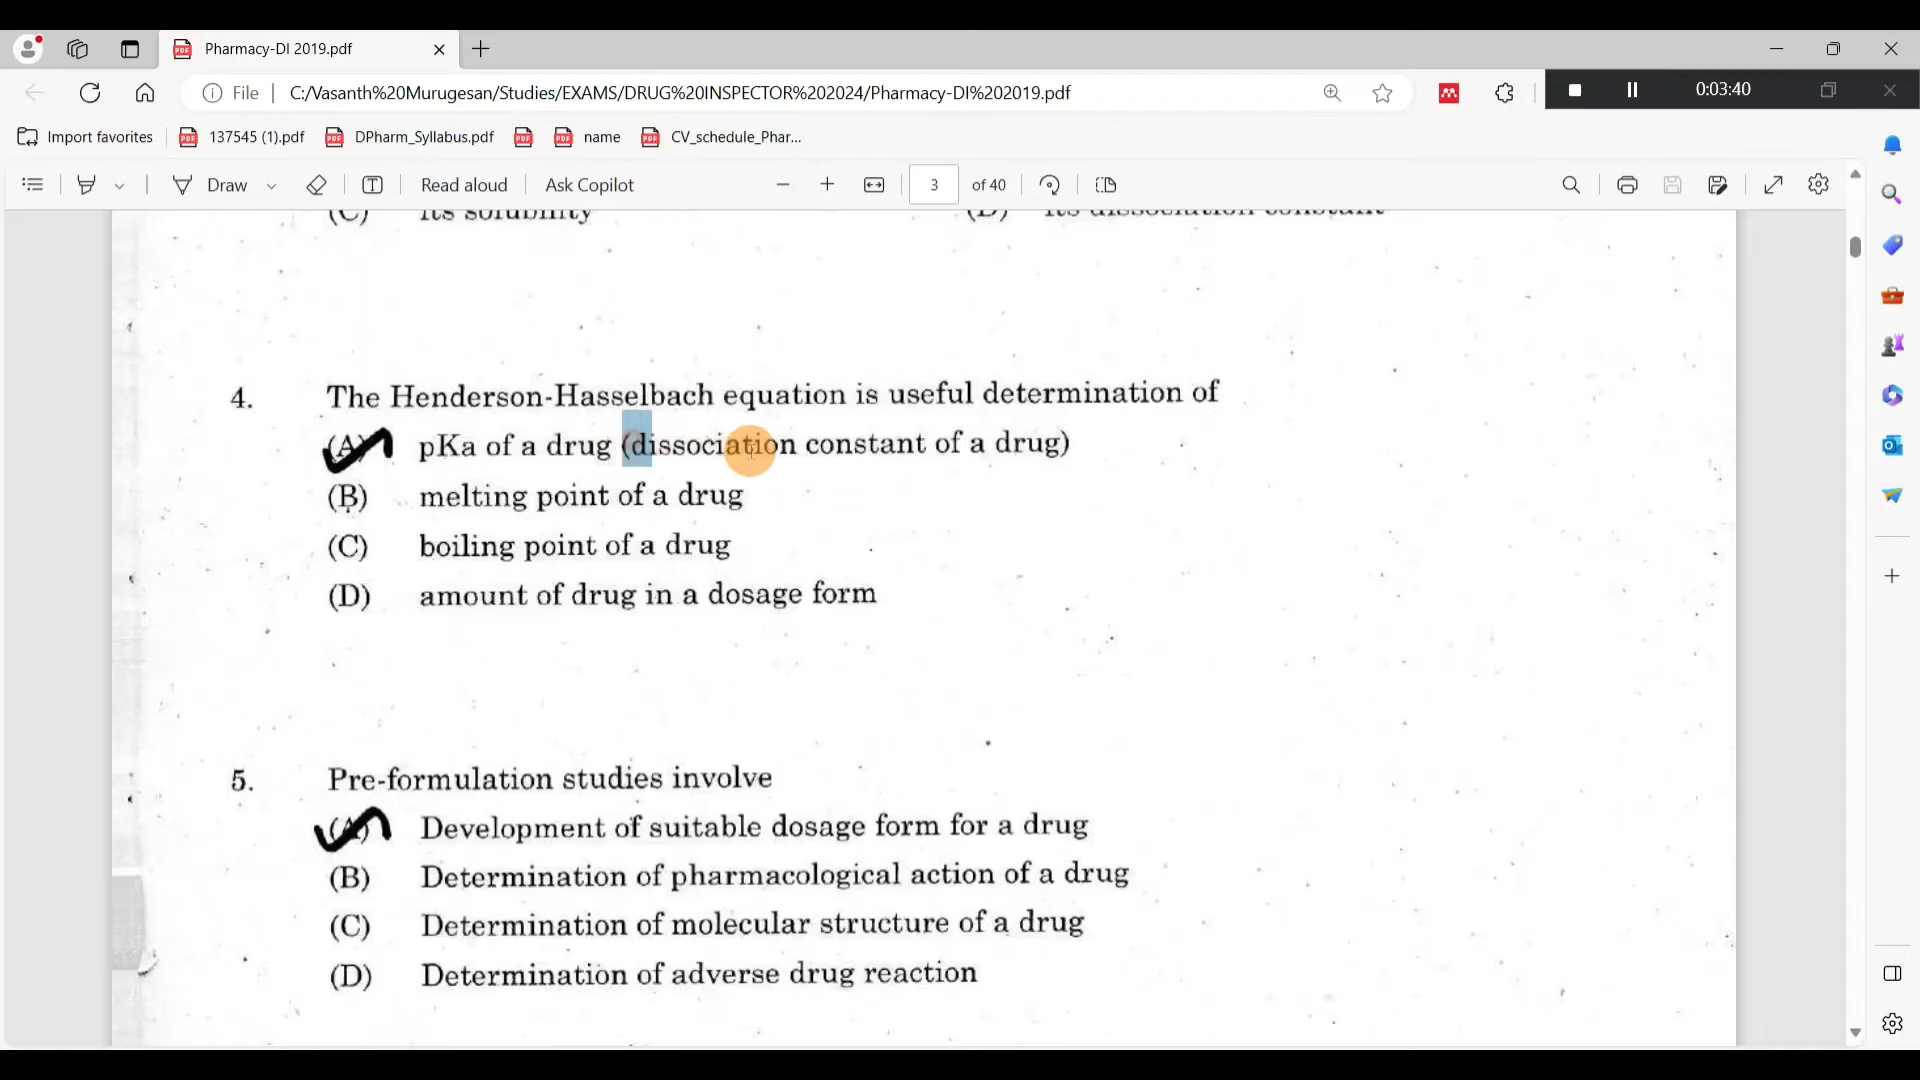 Pharmacy-DI 2019.pdf
File C:/Vasanth%20Murugesan/Studies/EXAMS/DRUG%20INSPECTOR%202024/Pharmacy-DI%202019.pdf
0:03:40
Import favorites 137545 (1).pdf DPharm_Syllabus.pdf name CV_schedule_Phar...
Draw Read aloud Ask Copilot 3 of 40
(C) Its solubility (D) Its dissociation constant
4. The Henderson-Hasselbach equation is useful determination of
(A) pKa of a drug (dissociation constant of a drug)
(B) melting point of a drug
(C) boiling point of a drug
(D) amount of drug in a dosage form
5. Pre-formulation studies involve
(A) Development of suitable dosage form for a drug
(B) Determination of pharmacological action of a drug
(C) Determination of molecular structure of a drug
(D) Determination of adverse drug reaction